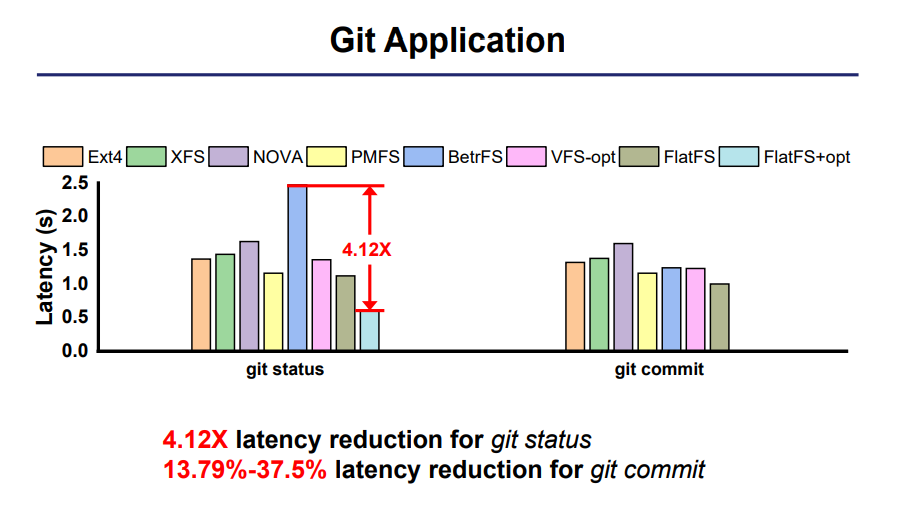 Git Application
Ext4 XFS NOVA PMFS BetrFS VFS-opt FlatFS FlatFS+opt
Latency (s)
2.5
2.0
1.5
1.0
0.5
0.0
4.12X
git status git commit
4.12X latency reduction for git status
13.79%-37.5% latency reduction for git commit